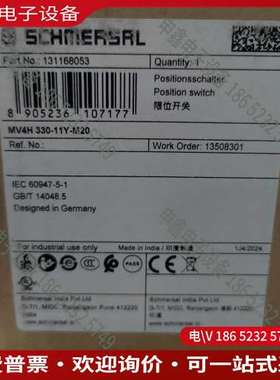 电子设备
SCHMERSAL
Part No.: 131168053
Quantity: 1
8 905236 107177
Positionsschalter
Position switch
限位开关
MV4H 330-11Y-M20
Ref. No.:
Work Order: 13508301
IEC 60947-5-1
GB/T 14048.5
Designed in Germany
For industrial use only
Made in India / 印度制造
1/4/2024
Schmersal India Pvt Ltd
Schmersal India Pvt Ltd
费发票·欢迎询价·可一站式
电\V 186 5232 57